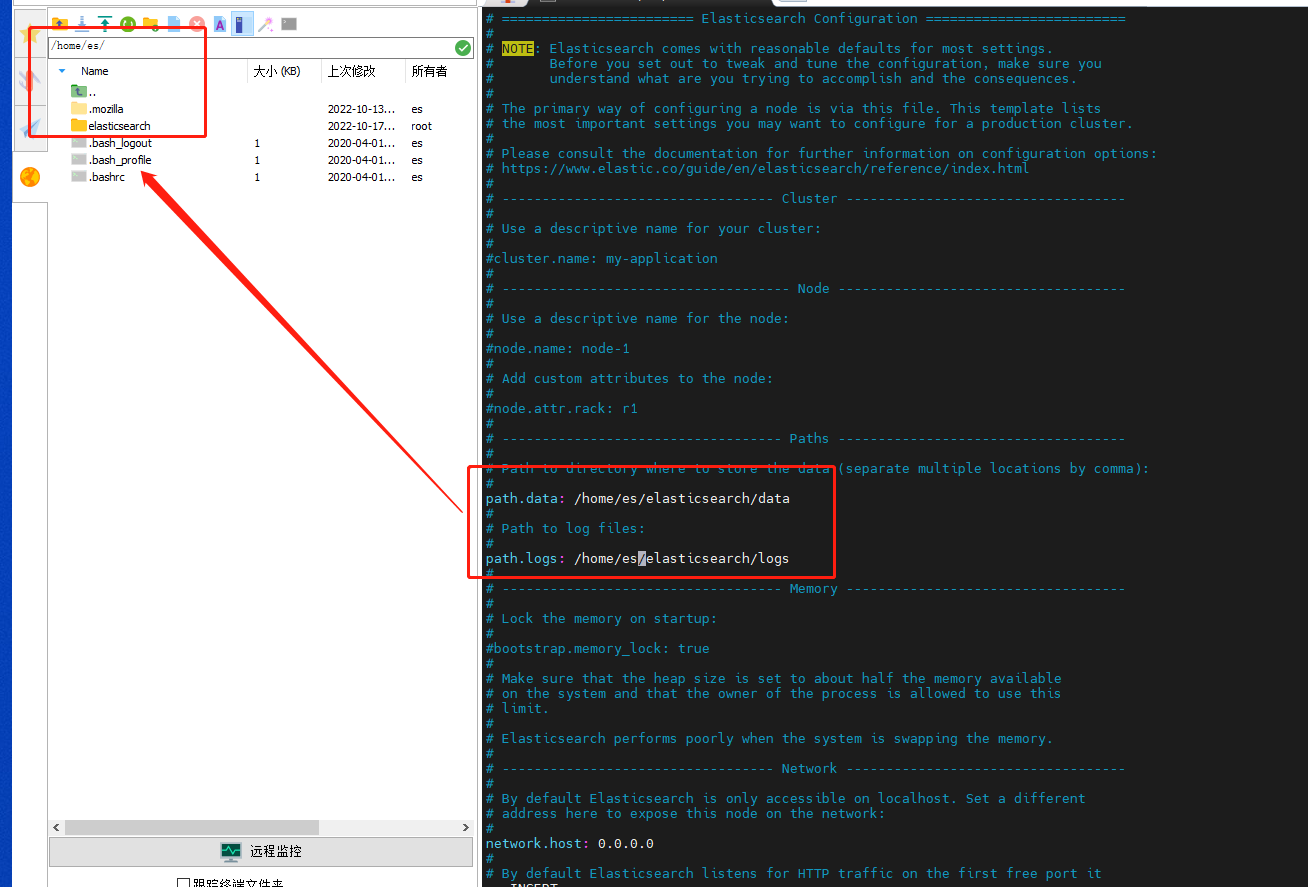 /home/es/
Name 大小 (KB) 上次修改 所有者
..
.mozilla 2022-10-13... es
elasticsearch 2022-10-17... root
.bash_logout 1 2020-04-01... es
.bash_profile 1 2020-04-01... es
.bashrc 1 2020-04-01... es
远程监控
跟踪终端文件夹
# ======================== Elasticsearch Configuration =========================
#
# NOTE: Elasticsearch comes with reasonable defaults for most settings.
#       Before you set out to tweak and tune the configuration, make sure you
#       understand what are you trying to accomplish and the consequences.
#
# The primary way of configuring a node is via this file. This template lists
# the most important settings you may want to configure for a production cluster.
#
# Please consult the documentation for further information on configuration options:
# https://www.elastic.co/guide/en/elasticsearch/reference/index.html
#
# ---------------------------------- Cluster -----------------------------------
#
# Use a descriptive name for your cluster:
#
#cluster.name: my-application
#
# ------------------------------------ Node ------------------------------------
#
# Use a descriptive name for the node:
#
#node.name: node-1
#
# Add custom attributes to the node:
#
#node.attr.rack: r1
#
# ----------------------------------- Paths ------------------------------------
#
# Path to directory where to store the data (separate multiple locations by comma):
#
path.data: /home/es/elasticsearch/data
#
# Path to log files:
#
path.logs: /home/es/elasticsearch/logs
#
# ----------------------------------- Memory -----------------------------------
#
# Lock the memory on startup:
#
#bootstrap.memory_lock: true
#
# Make sure that the heap size is set to about half the memory available
# on the system and that the owner of the process is allowed to use this
# limit.
#
# Elasticsearch performs poorly when the system is swapping the memory.
#
# ---------------------------------- Network -----------------------------------
#
# By default Elasticsearch is only accessible on localhost. Set a different
# address here to expose this node on the network:
#
network.host: 0.0.0.0
#
# By default Elasticsearch listens for HTTP traffic on the first free port it
-- INSERT --